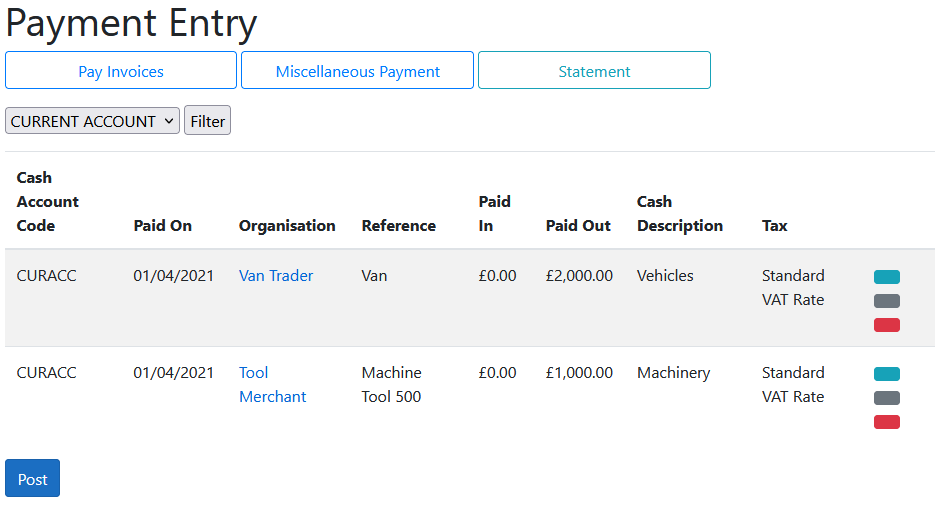 Payment Entry
Pay Invoices Miscellaneous Payment Statement
CURRENT ACCOUNT Filter
Cash Account Code Paid On Organisation Reference Paid In Paid Out Cash Description Tax
CURACC 01/04/2021 Van Trader Van £0.00 £2,000.00 Vehicles Standard VAT Rate
CURACC 01/04/2021 Tool Merchant Machine Tool 500 £0.00 £1,000.00 Machinery Standard VAT Rate
Post